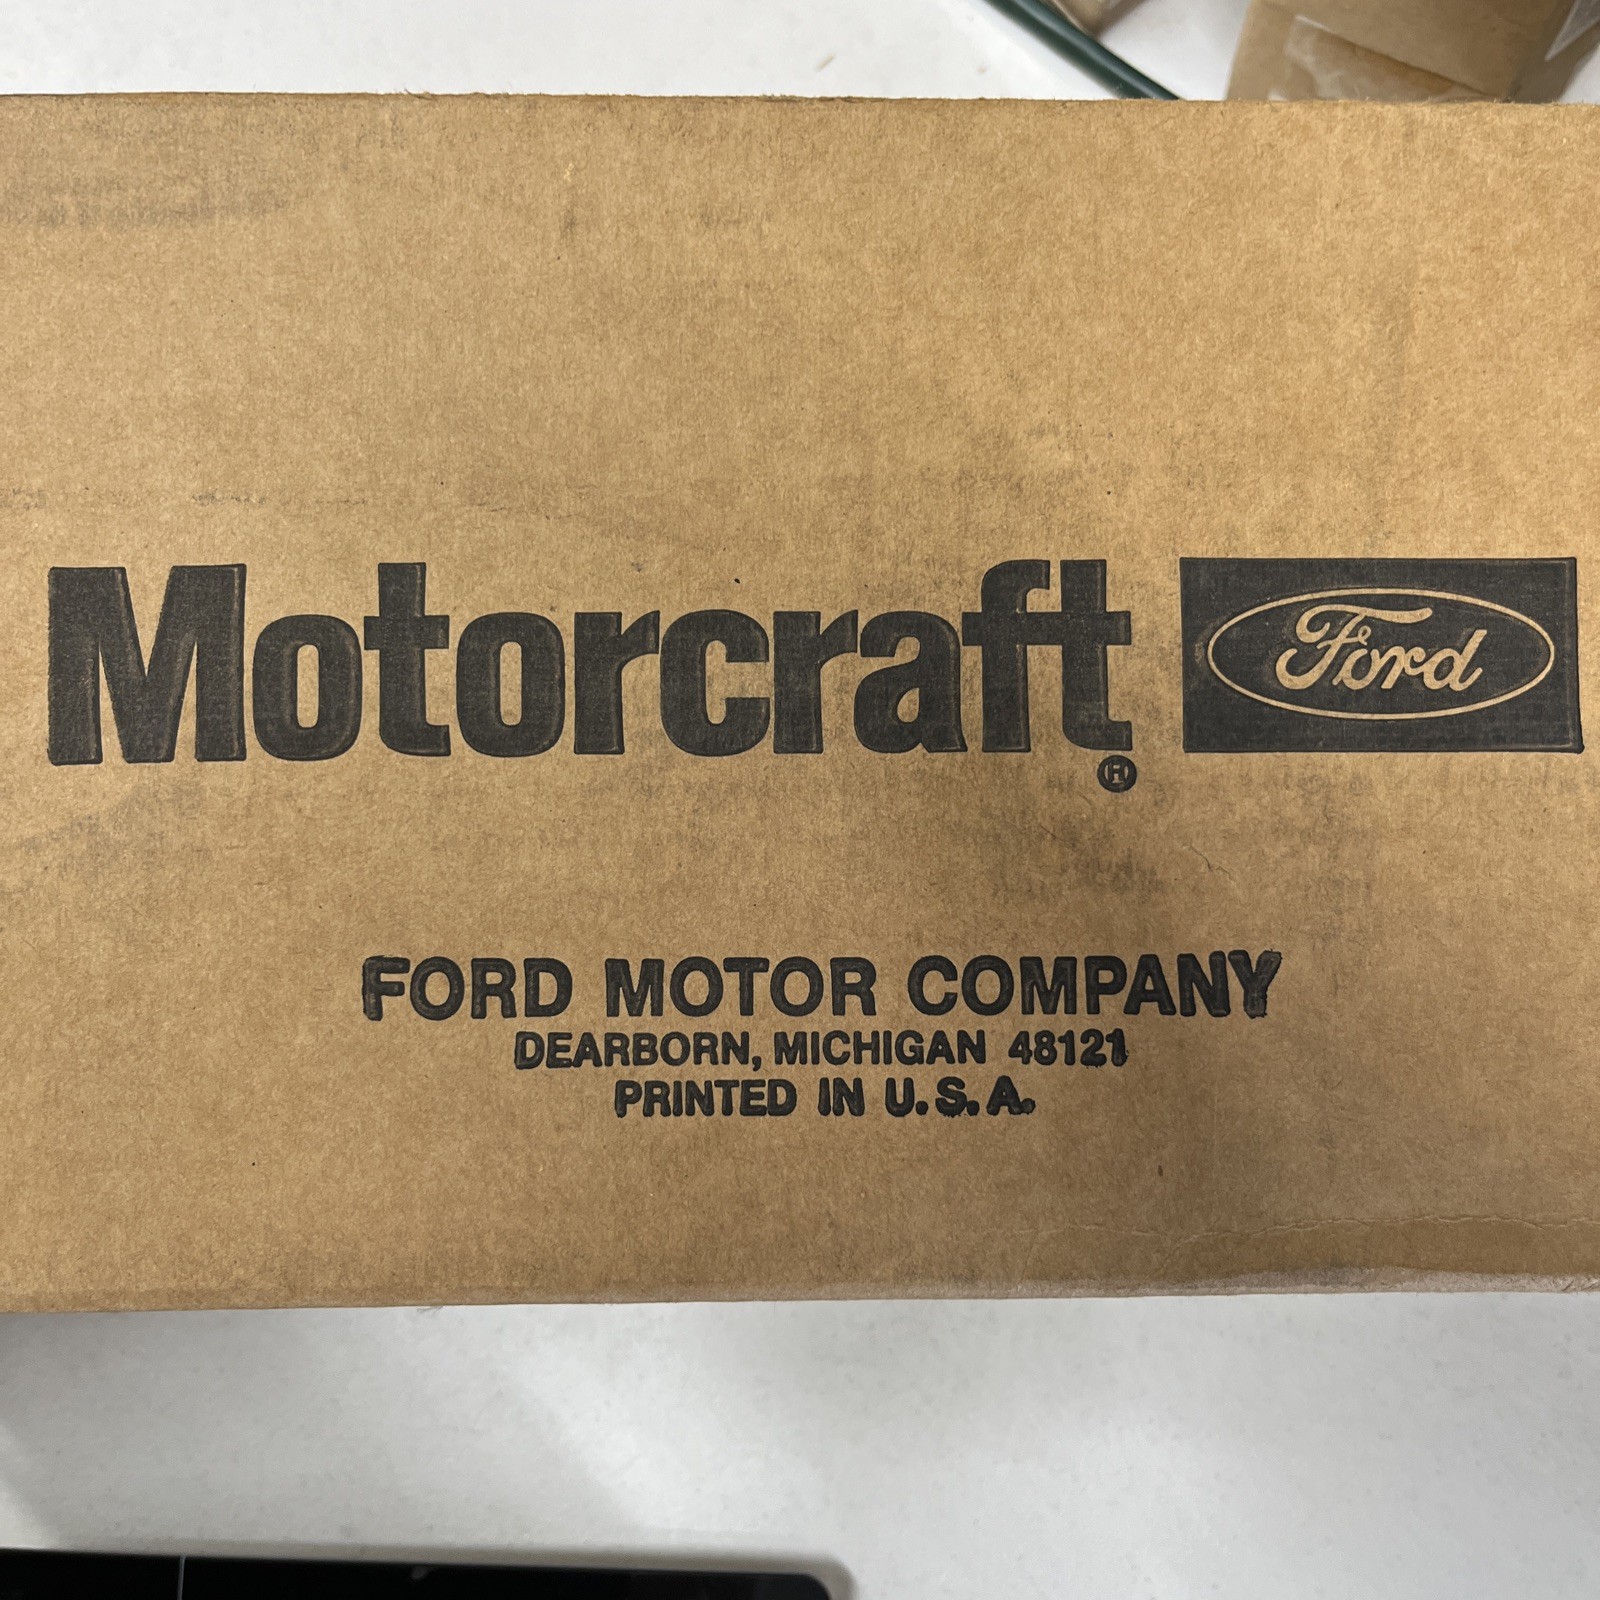 Motorcraft® Ford
FORD MOTOR COMPANY
DEARBORN, MICHIGAN 48121
PRINTED IN U.S.A.